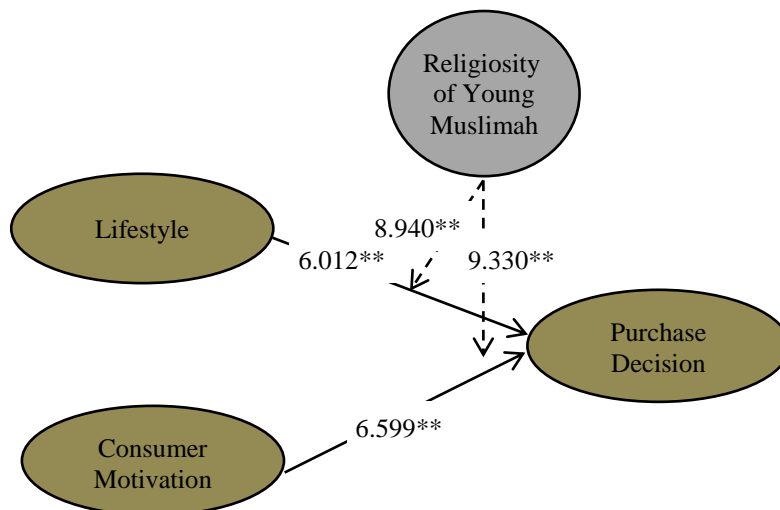 Religiosity
of Young
Muslimah
Lifestyle
8.940**
6.012**
9.330**
Purchase
Decision
6.599**
Consumer
Motivation